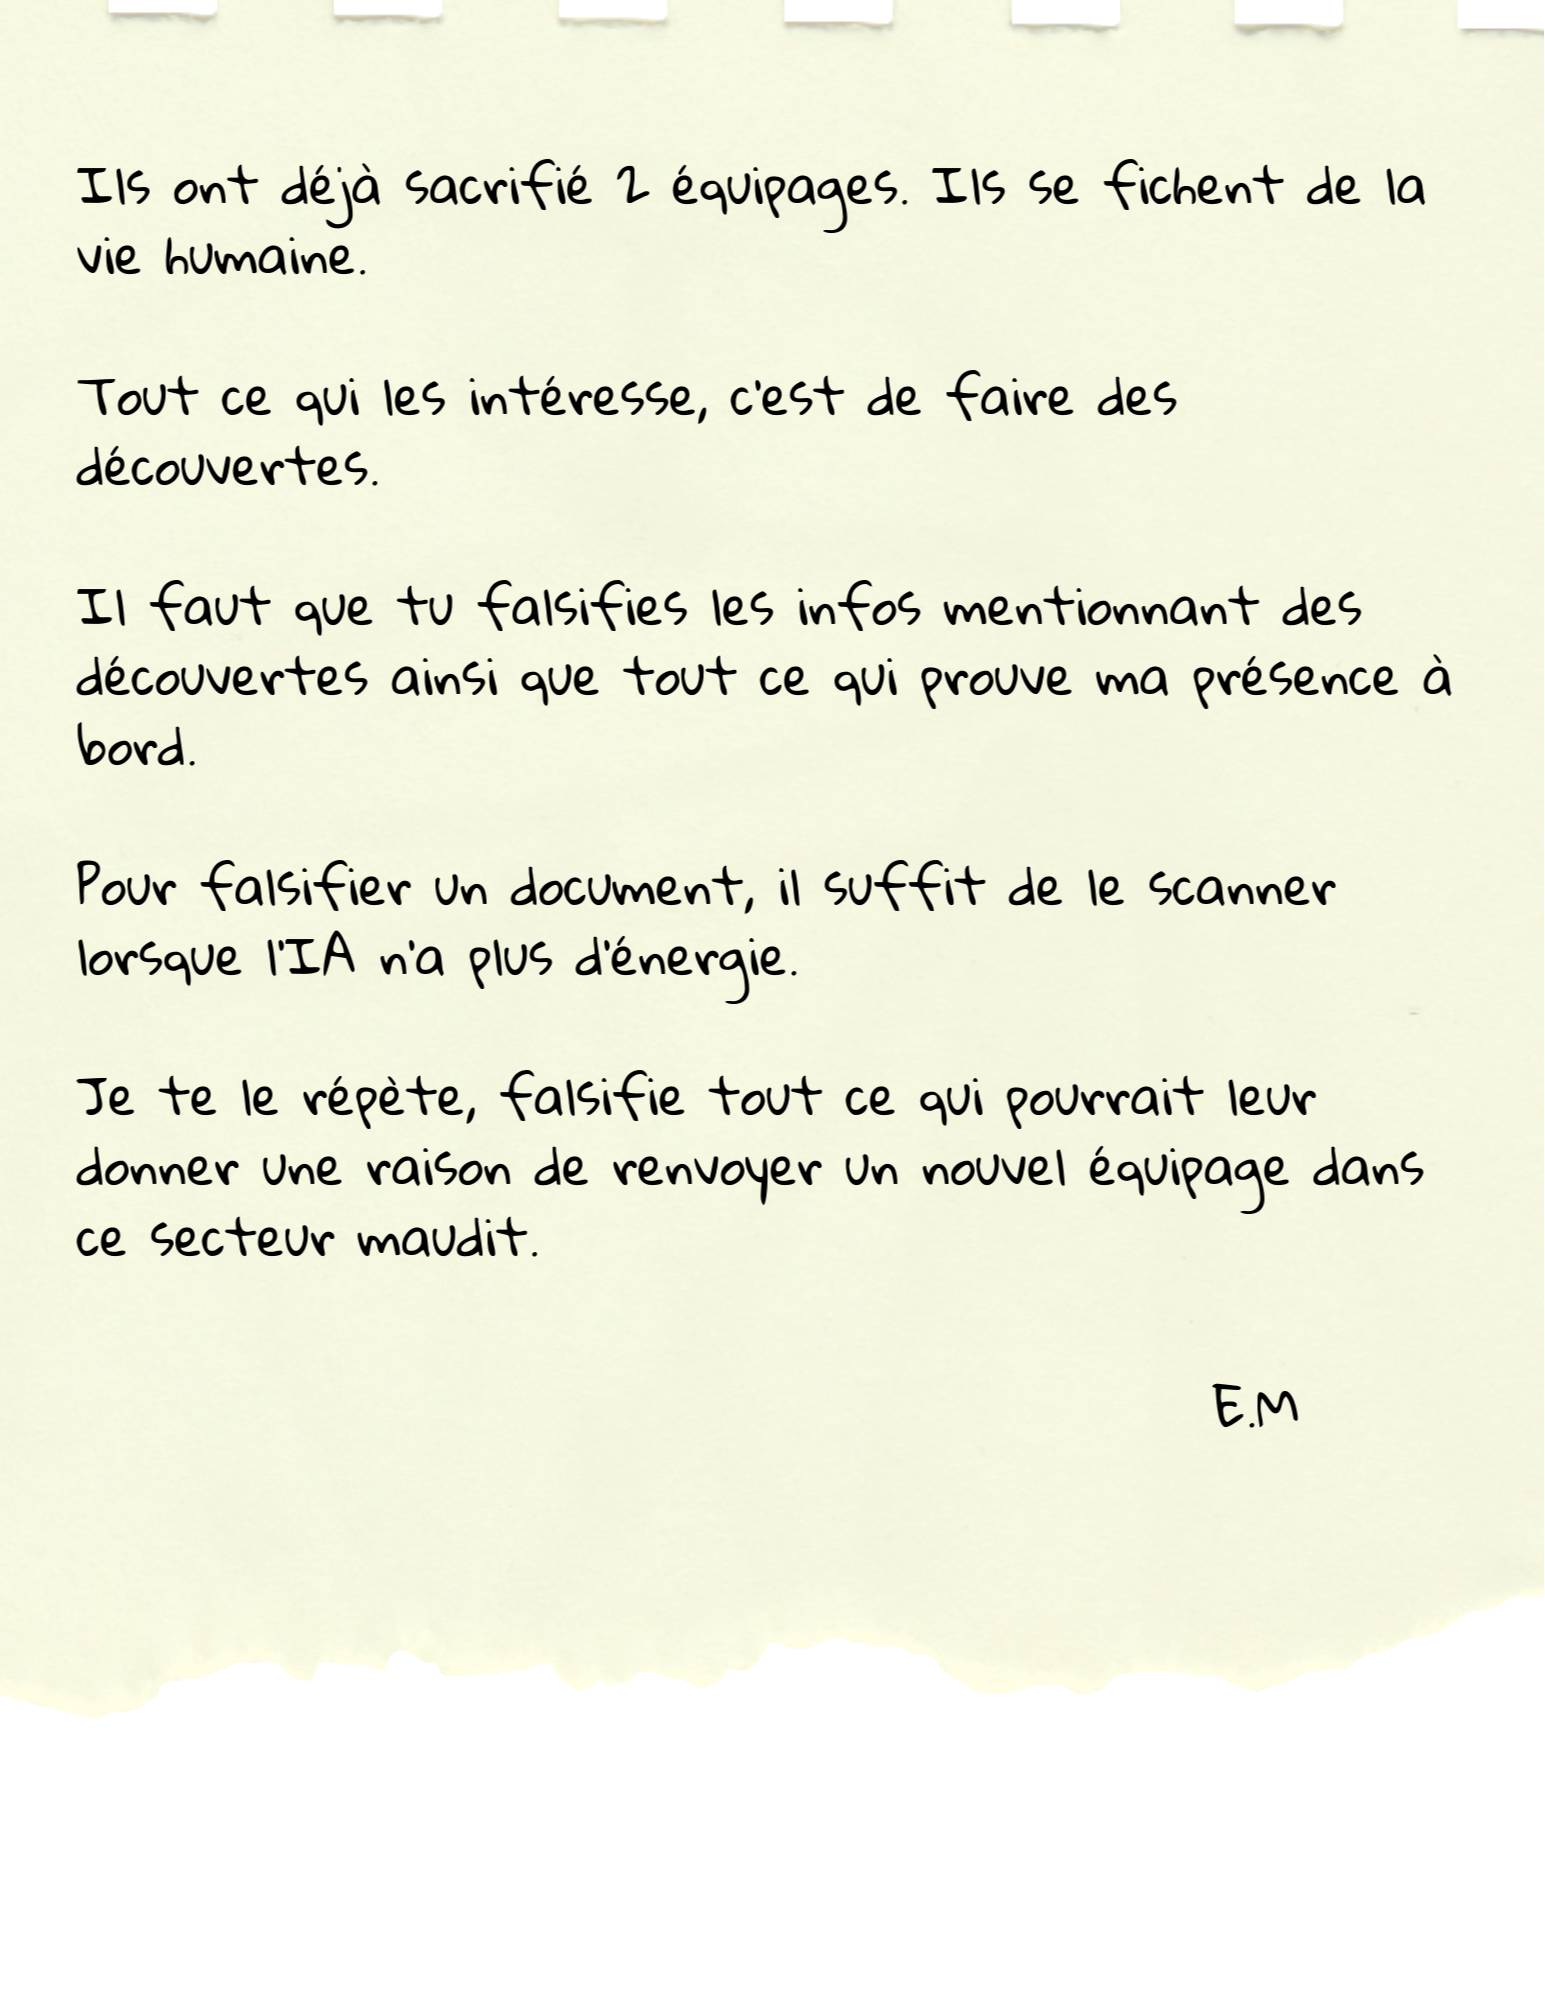 Ils ont déjà sacrifié 2 équipages. Ils se fichent de la
vie humaine.
Tout ce qui les intéresse, c'est de faire des
découvertes.
Il faut que tu falsifies les infos mentionnant des
découvertes ainsi que tout ce qui prouve ma présence à
bord.
Pour falsifier un document, il suffit de le scanner
lorsque l'IA n'a plus d'énergie.
Je te le répète, falsifie tout ce qui pourrait leur
donner une raison de renvoyer un nouvel équipage dans
ce secteur maudit.
E.M